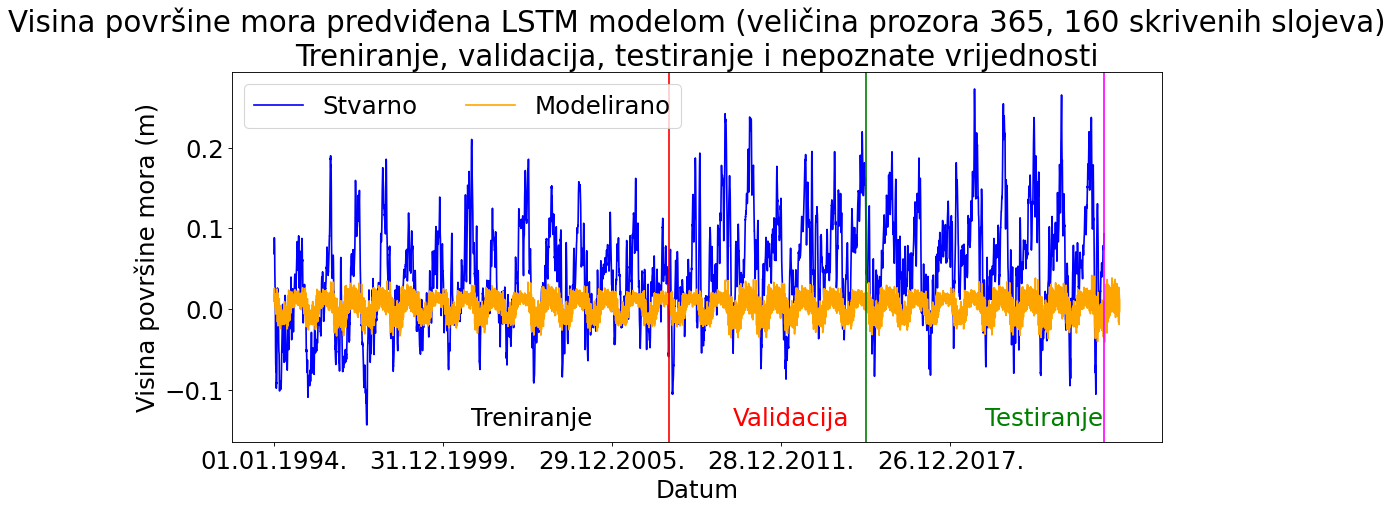 Visina površine mora predviđena LSTM modelom (veličina prozora 365, 160 skrivenih slojeva)
Treniranje, validacija, testiranje i nepoznate vrijednosti
Stvarno
Modelirano
Visina površine mora (m)
0.2
0.1
0.0
−0.1
Treniranje
Validacija
Testiranje
01.01.1994.
31.12.1999.
29.12.2005.
28.12.2011.
26.12.2017.
Datum